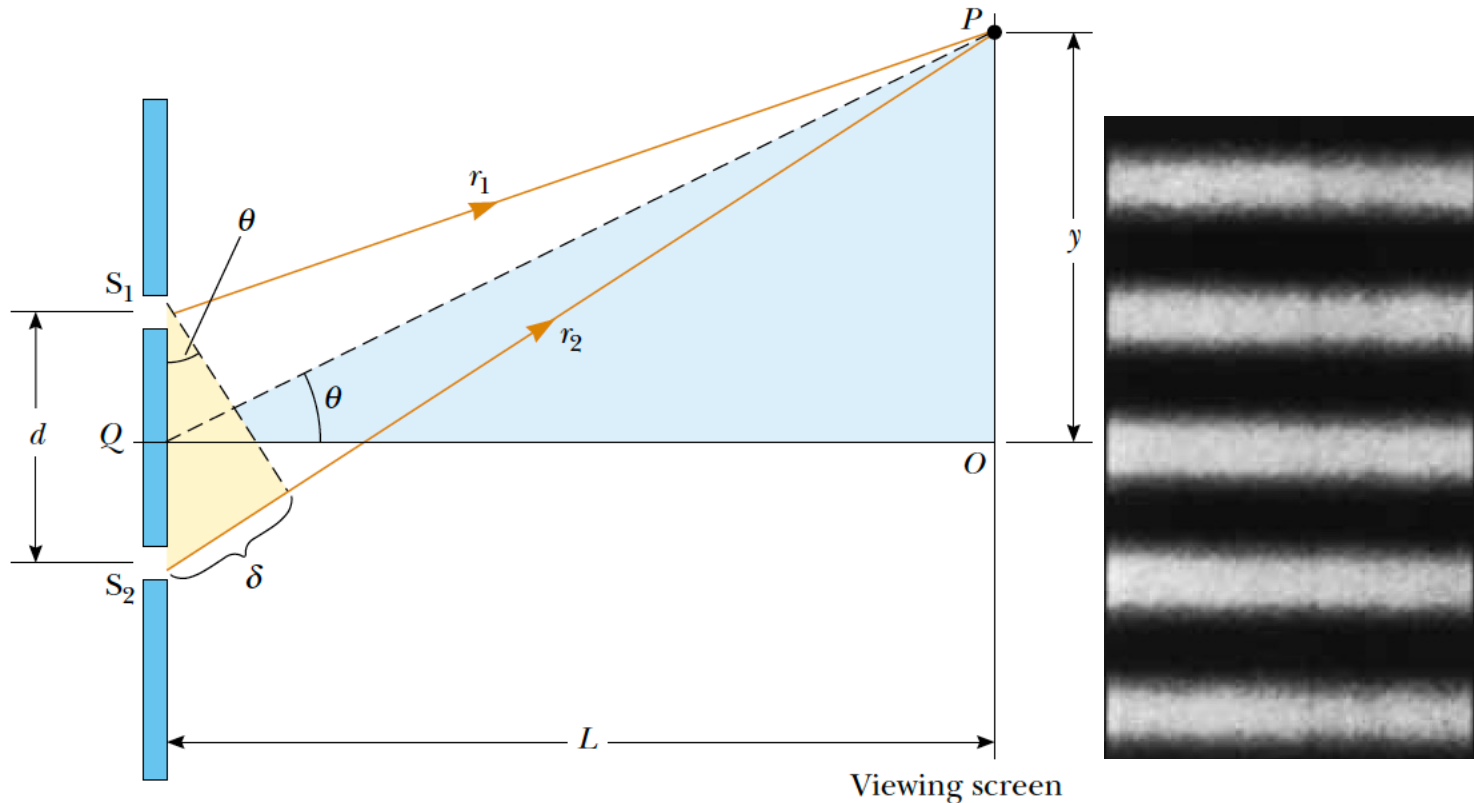 P
r₁
θ
S₁
y
r₂
θ
θ
d
Q
O
δ
S₂
L
Viewing screen